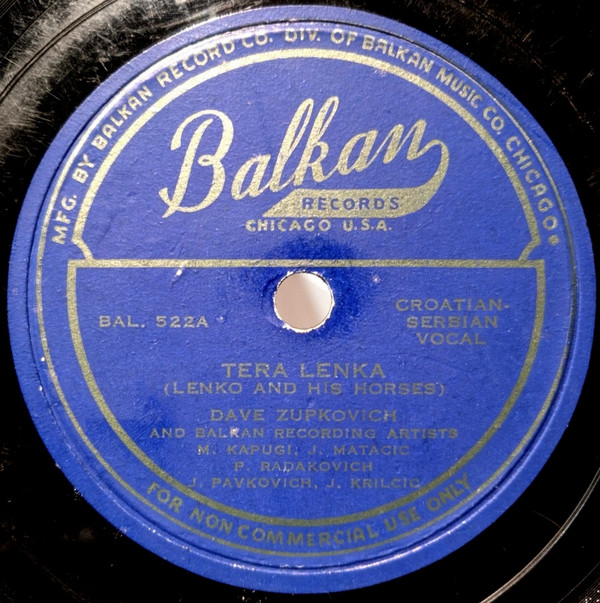 MFG. BY BALKAN RECORD CO. DIV. OF BALKAN MUSIC CO. CHICAGO
Balkan
RECORDS
CHICAGO U.S.A.
BAL. 522A
CROATIAN-
SERBIAN
VOCAL
TERA LENKA
(LENKO AND HIS HORSES)
DAVE ZUPKOVICH
AND BALKAN RECORDING ARTISTS
M. KAPUGI; J. MATACIC
P. RADAKOVICH
J. PAVKOVICH, J. KRILCIC
FOR NON COMMERCIAL USE ONLY